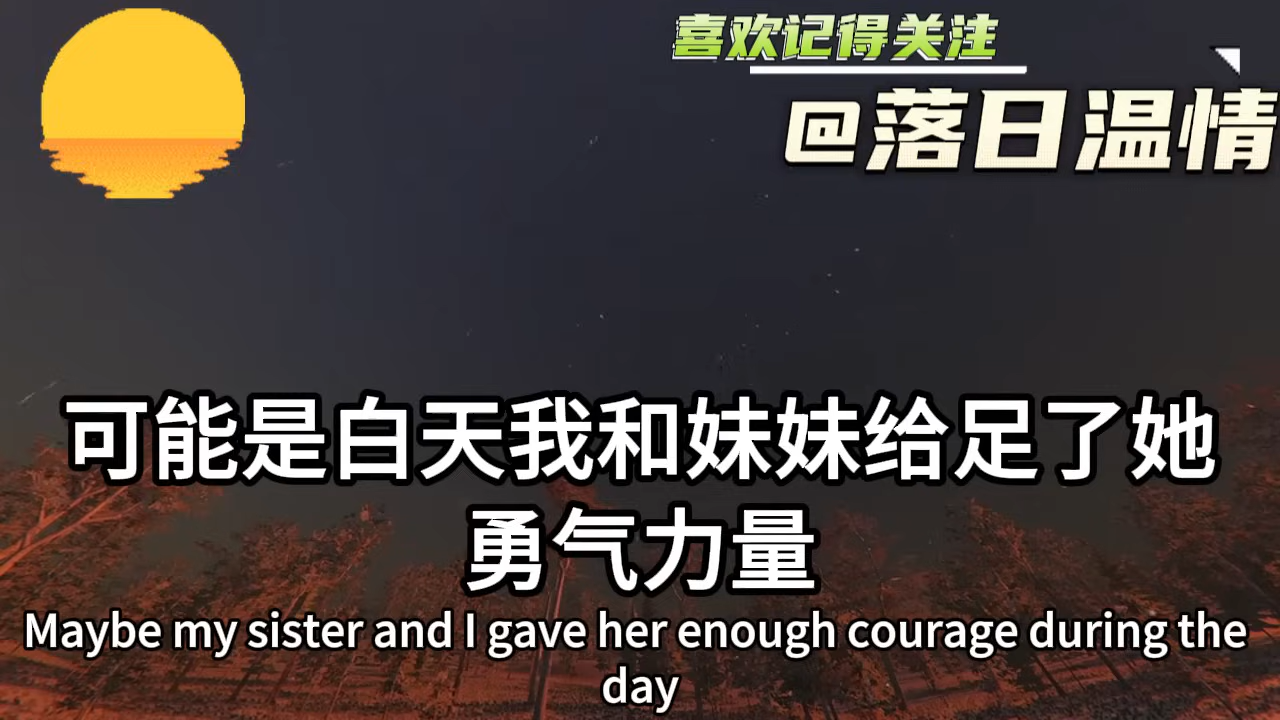 喜欢记得关注
@落日温情
可能是白天我和妹妹给足了她
勇气力量
Maybe my sister and I gave her enough courage during the
day